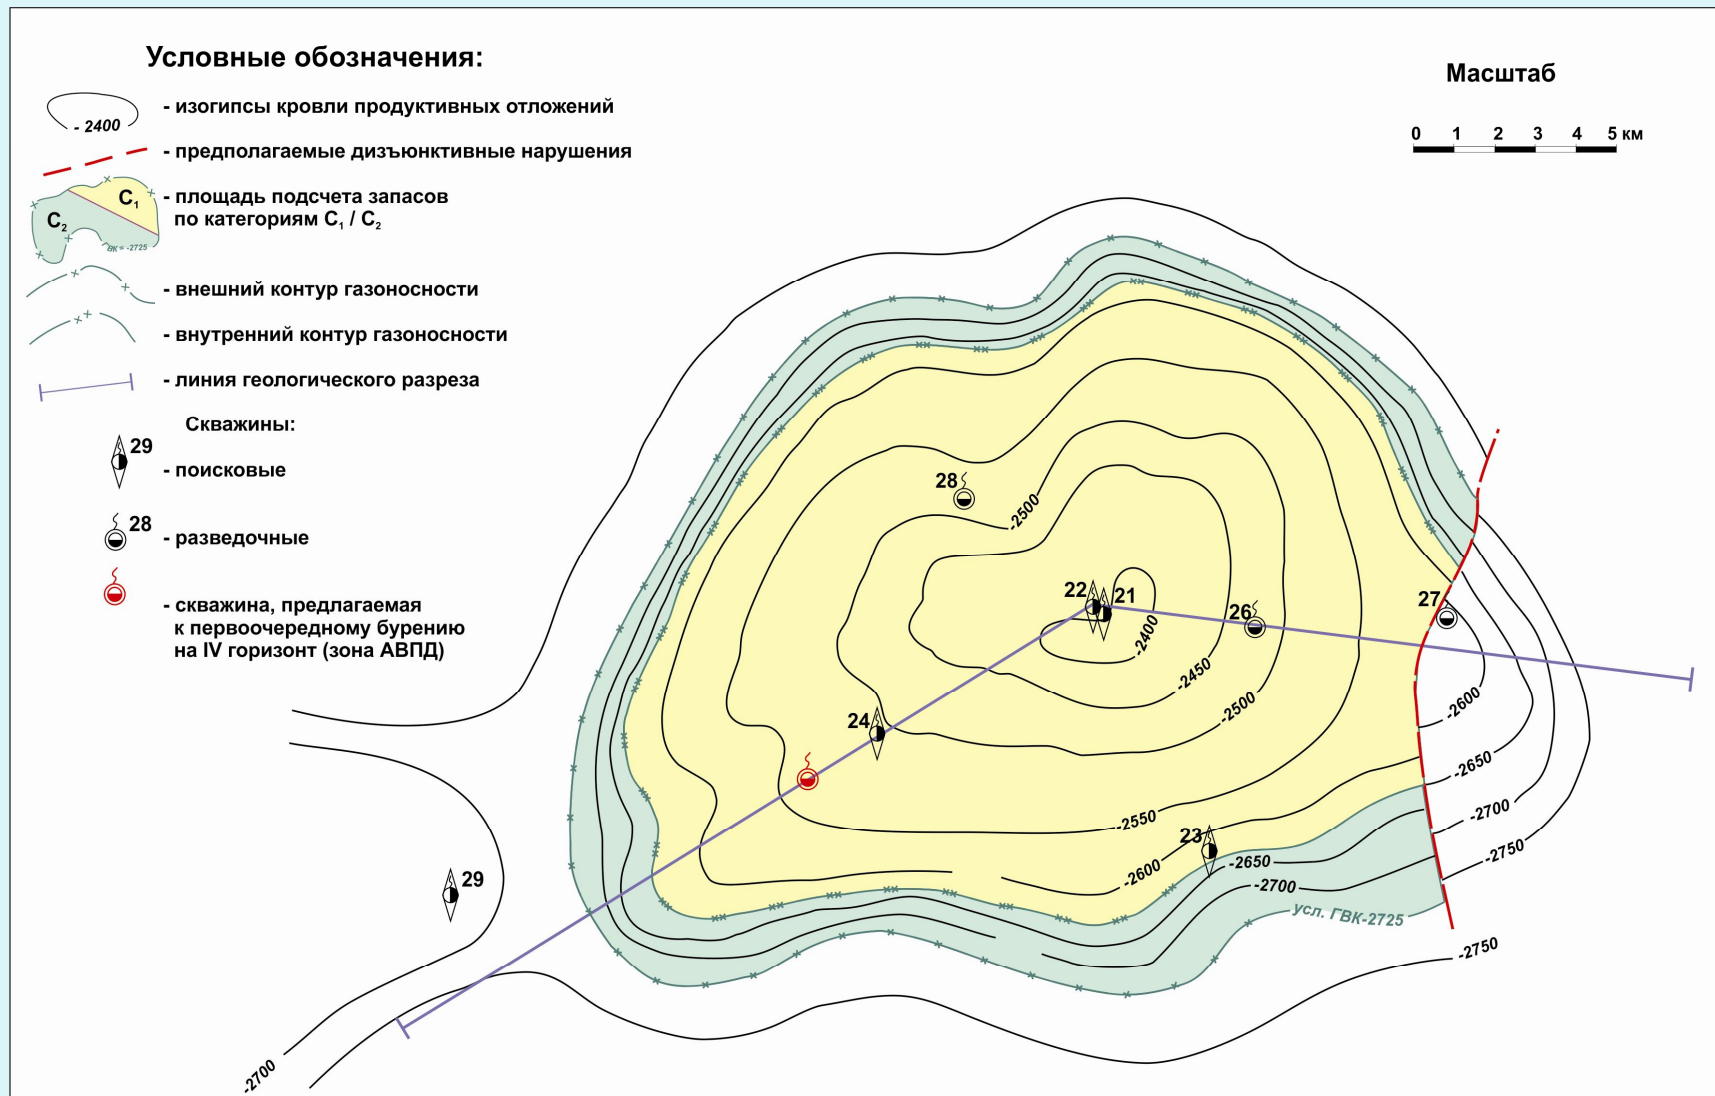 Условные обозначения:
- 2400
- изогипсы кровли продуктивных отложений
- предполагаемые дизъюнктивные нарушения
C₁
C₂
ВК = -2725
- площадь подсчета запасов
по категориям C₁ / C₂
- внешний контур газоносности
- внутренний контур газоносности
- линия геологического разреза
Скважины:
29
- поисковые
28
- разведочные
- скважина, предлагаемая
к первоочередному бурению
на IV горизонт (зона АВПД)
Масштаб
0 1 2 3 4 5 км
28
-2500
22
21
26
27
-2400
-2450
-2500
-2600
24
-2650
-2700
-2550
23
-2750
-2650
-2600
-2700
29
усл. ГВК-2725
-2750
-2700